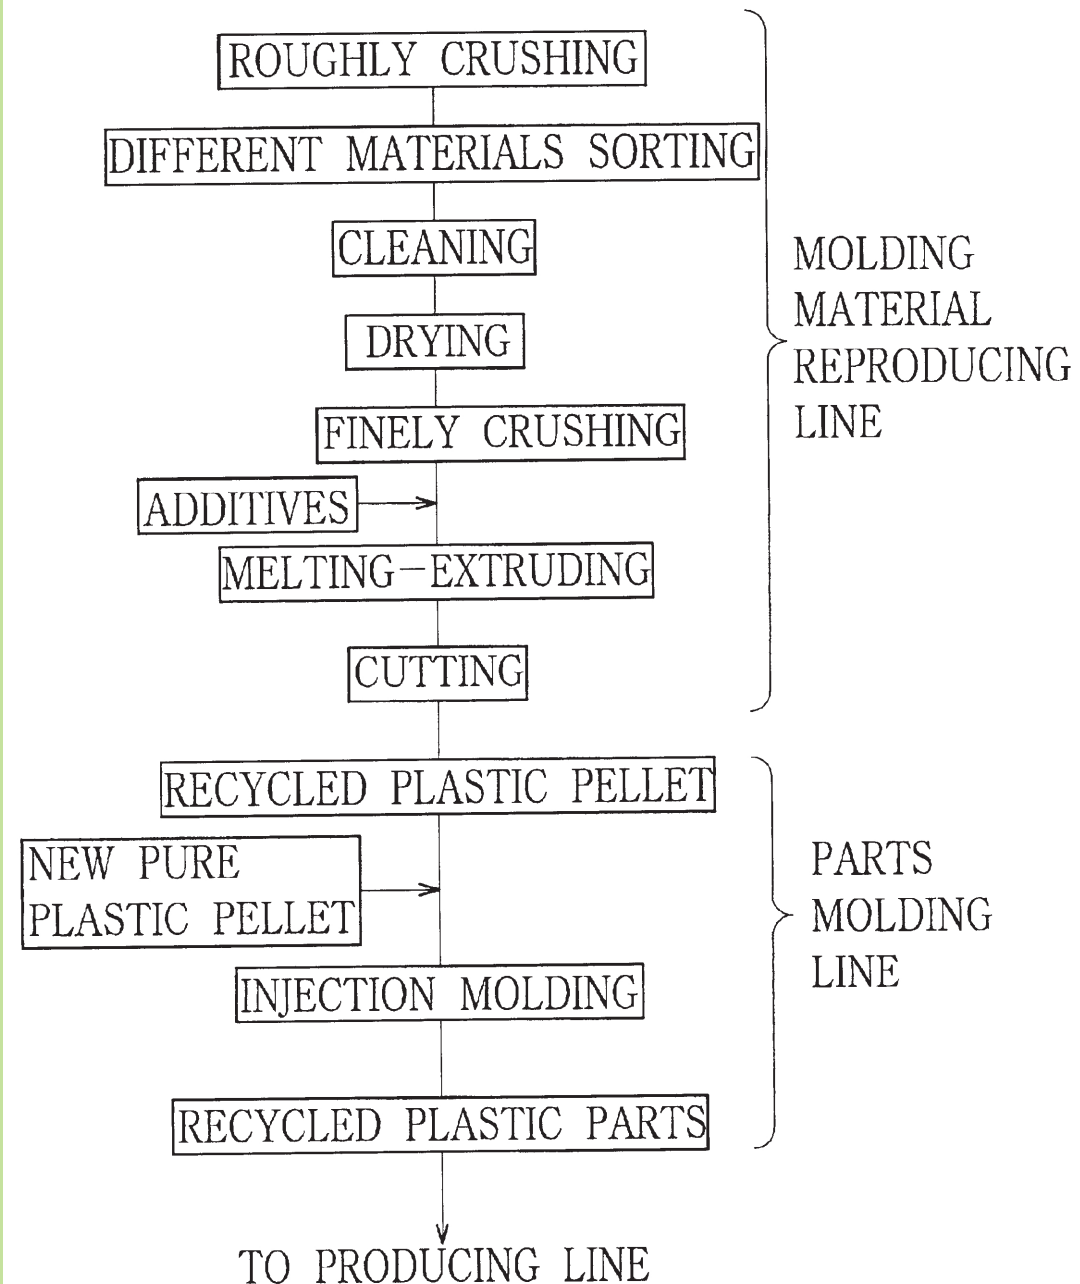 ROUGHLY CRUSHING
DIFFERENT MATERIALS SORTING
CLEANING
DRYING
FINELY CRUSHING
ADDITIVES
MELTING-EXTRUDING
CUTTING
MOLDING
MATERIAL
REPRODUCING
LINE
RECYCLED PLASTIC PELLET
NEW PURE
PLASTIC PELLET
INJECTION MOLDING
RECYCLED PLASTIC PARTS
PARTS
MOLDING
LINE
TO PRODUCING LINE